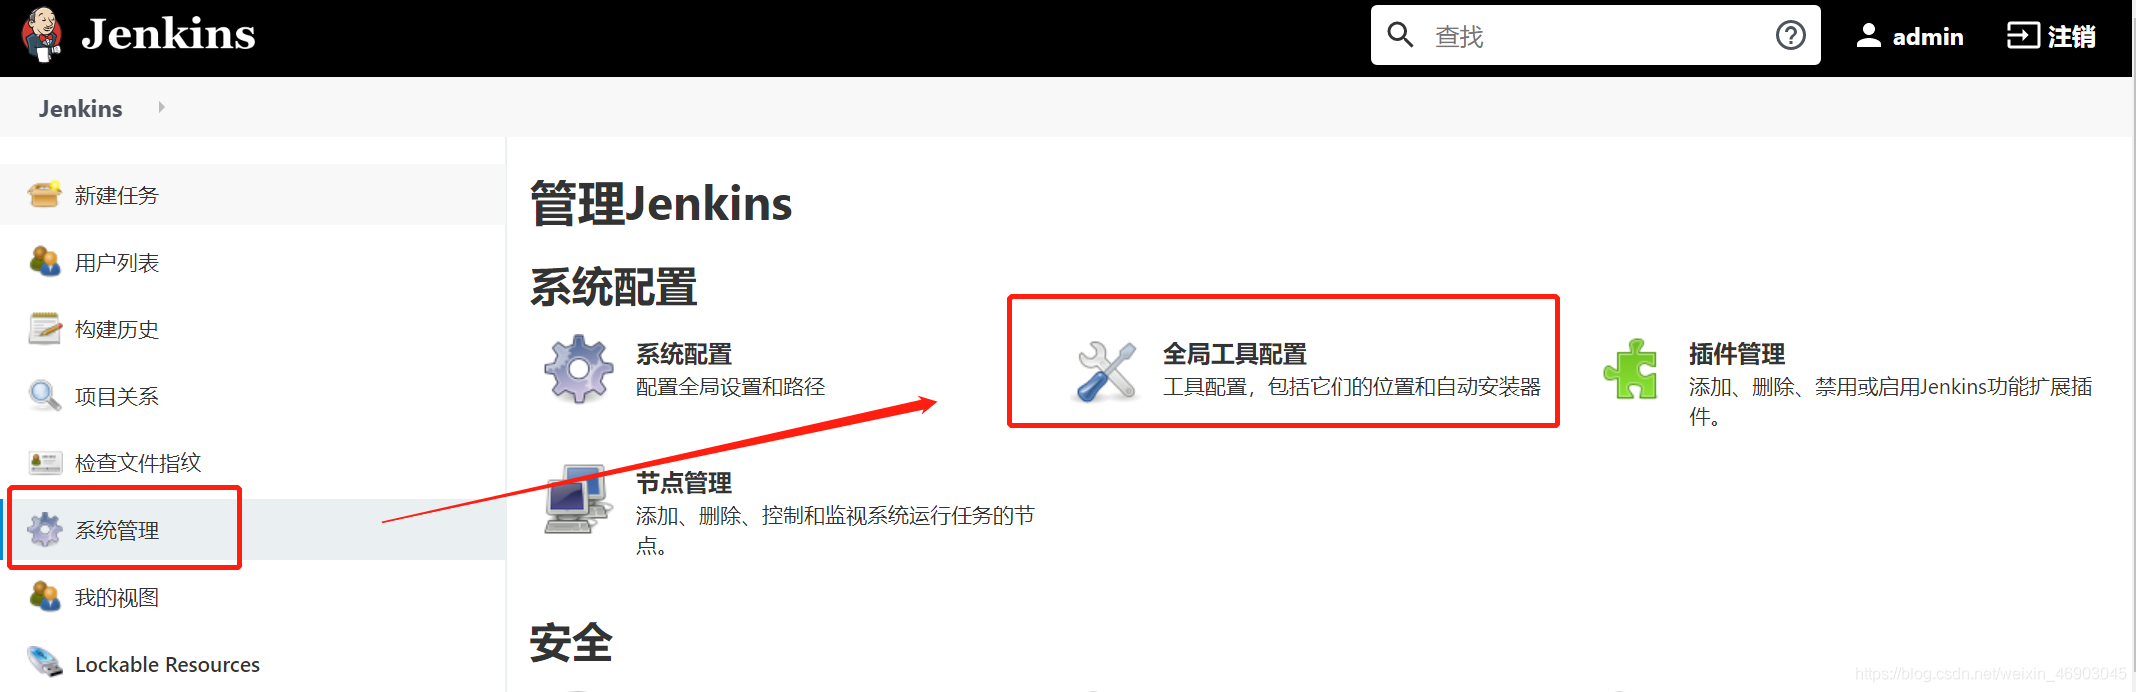 Jenkins
查找
admin
注销
Jenkins
新建任务
用户列表
构建历史
项目关系
检查文件指纹
系统管理
我的视图
Lockable Resources
管理Jenkins
系统配置
系统配置
配置全局设置和路径
全局工具配置
工具配置，包括它们的位置和自动安装器
插件管理
添加、删除、禁用或启用Jenkins功能扩展插
件。
节点管理
添加、删除、控制和监视系统运行任务的节
点。
安全
https://blog.csdn.net/weixin_46903045